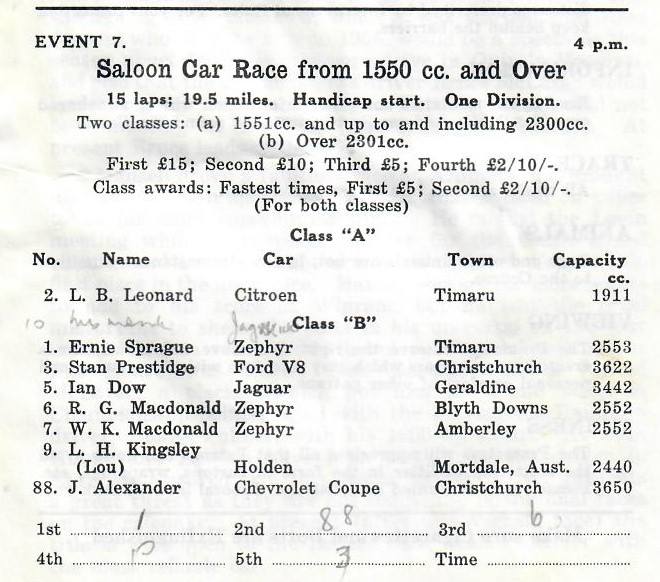 EVENT 7. 4 p.m.
Saloon Car Race from 1550 cc. and Over
15 laps; 19.5 miles. Handicap start. One Division.
Two classes: (a) 1551cc. and up to and including 2300cc.
(b) Over 2301cc.
First £15; Second £10; Third £5; Fourth £2/10/-.
Class awards: Fastest times, First £5; Second £2/10/-.
(For both classes)
Class "A"
No. Name Car Town Capacity
cc.
2. L. B. Leonard Citroen Timaru 1911
10
Class "B"
1. Ernie Sprague Zephyr Timaru 2553
3. Stan Prestidge Ford V8 Christchurch 3622
5. Ian Dow Jaguar Geraldine 3442
6. R. G. Macdonald Zephyr Blyth Downs 2552
7. W. K. Macdonald Zephyr Amberley 2552
9. L. H. Kingsley
(Lou) Holden Mortdale, Aust. 2440
88. J. Alexander Chevrolet Coupe Christchurch 3650
1st 1 2nd 88 3rd 6
4th 5th 3 Time